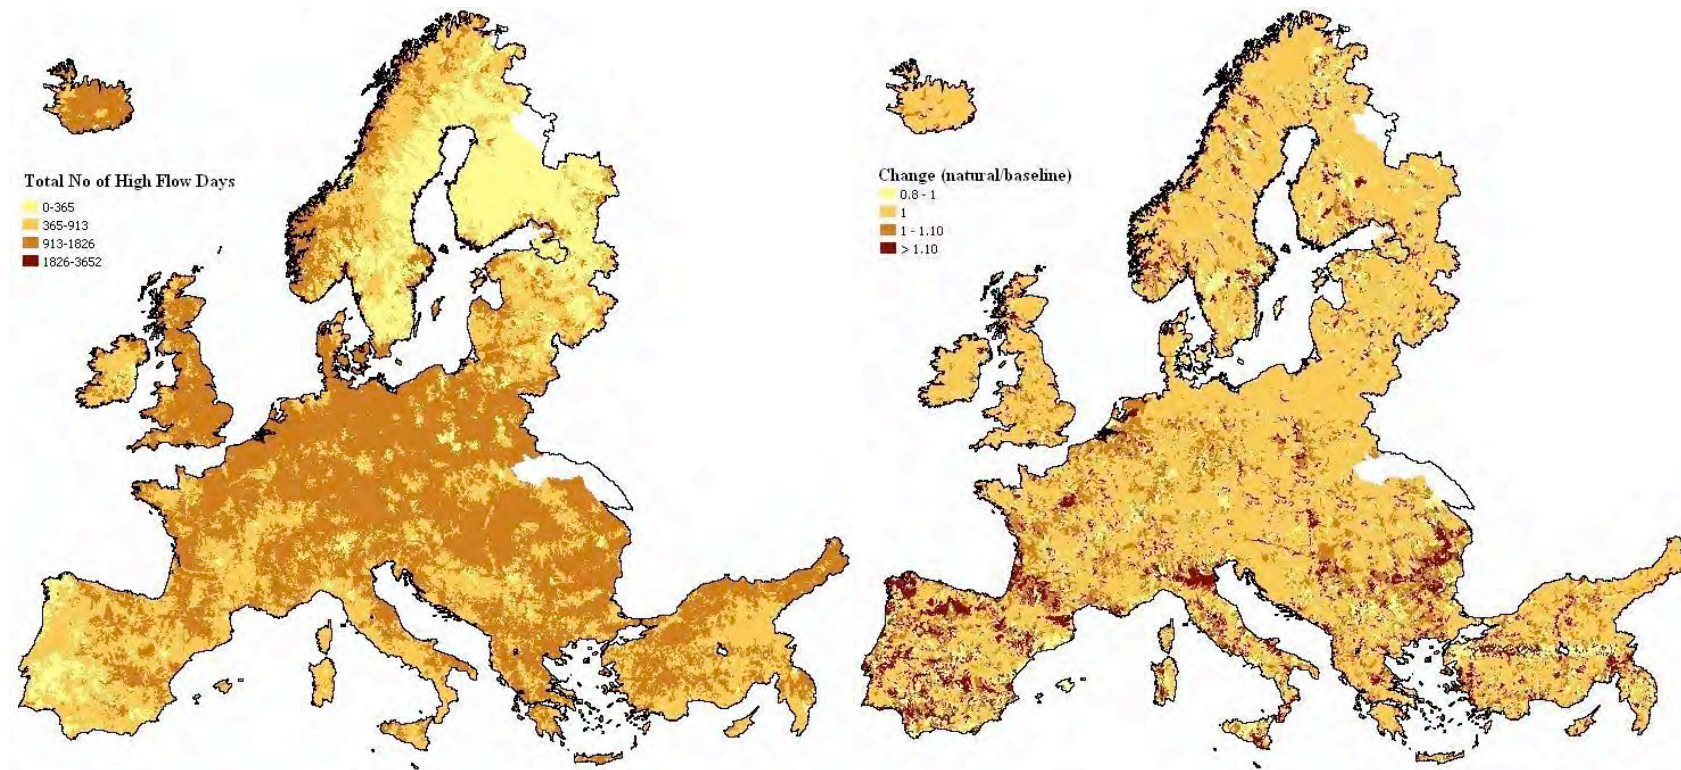 Total No of High Flow Days
0-365
365-913
913-1826
1826-3652
Change (natural/baseline)
0.8 - 1
1
1 - 1.10
> 1.10